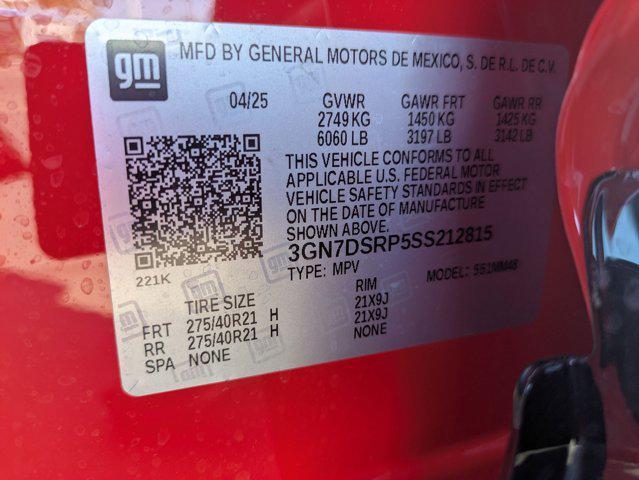 gm
MFD BY GENERAL MOTORS DE MEXICO, S. DE R.L. DE C.V.
04/25 GVWR GAWR FRT GAWR RR
2749 KG 1450 KG 1425 KG
6060 LB 3197 LB 3142 LB
THIS VEHICLE CONFORMS TO ALL
APPLICABLE U.S. FEDERAL MOTOR
VEHICLE SAFETY STANDARDS IN EFFECT
ON THE DATE OF MANUFACTURE
SHOWN ABOVE.
3GN7DSRP5SS212815
221K TYPE: MPV MODEL: 5S1MM48
TIRE SIZE RIM
FRT 275/40R21 H 21X9J
RR 275/40R21 H 21X9J
SPA NONE NONE